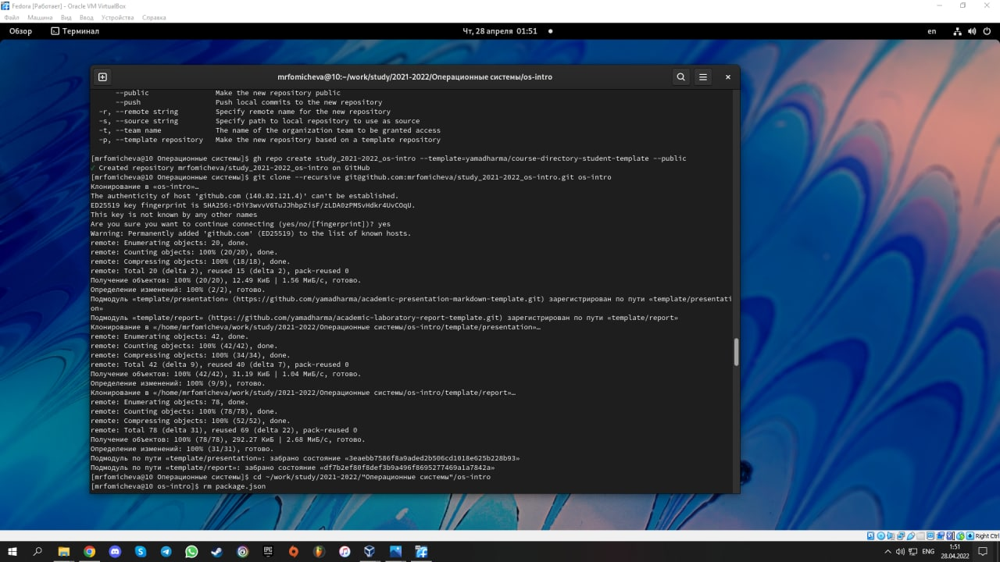 Fedora [Работает] - Oracle VM VirtualBox
Файл Машина Вид Ввод Устройства Справка
Обзор Терминал Чт, 28 апреля 01:51 en
mrfomicheva@10:~/work/study/2021-2022/Операционные системы/os-intro
--public Make the new repository public
--push Push local commits to the new repository
-r, --remote string Specify remote name for the new repository
-s, --source string Specify path to local repository to use as source
-t, --team name The name of the organization team to be granted access
-p, --template repository Make the new repository based on a template repository
[mrfomicheva@10 Операционные системы]$ gh repo create study_2021-2022_os-intro --template=yamadharma/course-directory-student-template --public
✓ Created repository mrfomicheva/study_2021-2022_os-intro on GitHub
[mrfomicheva@10 Операционные системы]$ git clone --recursive git@github.com:mrfomicheva/study_2021-2022_os-intro.git os-intro
Клонирование в «os-intro»…
The authenticity of host 'github.com (140.82.121.4)' can't be established.
ED25519 key fingerprint is SHA256:+DiY3wvvV6TuJJhbpZisF/zLDA0zPMSvHdkr4UvCOqU.
This key is not known by any other names
Are you sure you want to continue connecting (yes/no/[fingerprint])? yes
Warning: Permanently added 'github.com' (ED25519) to the list of known hosts.
remote: Enumerating objects: 20, done.
remote: Counting objects: 100% (20/20), done.
remote: Compressing objects: 100% (18/18), done.
remote: Total 20 (delta 2), reused 15 (delta 2), pack-reused 0
Получение объектов: 100% (20/20), 12.49 КиБ | 1.56 МиБ/с, готово.
Определение изменений: 100% (2/2), готово.
Подмодуль «template/presentation» (https://github.com/yamadharma/academic-presentation-markdown-template.git) зарегистрирован по пути «template/presentati
on»
Подмодуль «template/report» (https://github.com/yamadharma/academic-laboratory-report-template.git) зарегистрирован по пути «template/report»
Клонирование в «/home/mrfomicheva/work/study/2021-2022/Операционные системы/os-intro/template/presentation»…
remote: Enumerating objects: 42, done.
remote: Counting objects: 100% (42/42), done.
remote: Compressing objects: 100% (34/34), done.
remote: Total 42 (delta 9), reused 40 (delta 7), pack-reused 0
Получение объектов: 100% (42/42), 31.19 КиБ | 1.04 МиБ/с, готово.
Определение изменений: 100% (9/9), готово.
Клонирование в «/home/mrfomicheva/work/study/2021-2022/Операционные системы/os-intro/template/report»…
remote: Enumerating objects: 78, done.
remote: Counting objects: 100% (78/78), done.
remote: Compressing objects: 100% (52/52), done.
remote: Total 78 (delta 31), reused 69 (delta 22), pack-reused 0
Получение объектов: 100% (78/78), 292.27 КиБ | 2.68 МиБ/с, готово.
Определение изменений: 100% (31/31), готово.
Подмодуль по пути «template/presentation»: забрано состояние «3eaebb7586f8a9aded2b506cd1018e625b228b93»
Подмодуль по пути «template/report»: забрано состояние «df7b2ef80f8def3b9a496f8695277469a1a7842a»
[mrfomicheva@10 Операционные системы]$ cd ~/work/study/2021-2022/"Операционные системы"/os-intro
[mrfomicheva@10 os-intro]$ rm package.json
Right Ctrl
EPIC
ENG
1:51
28.04.2022